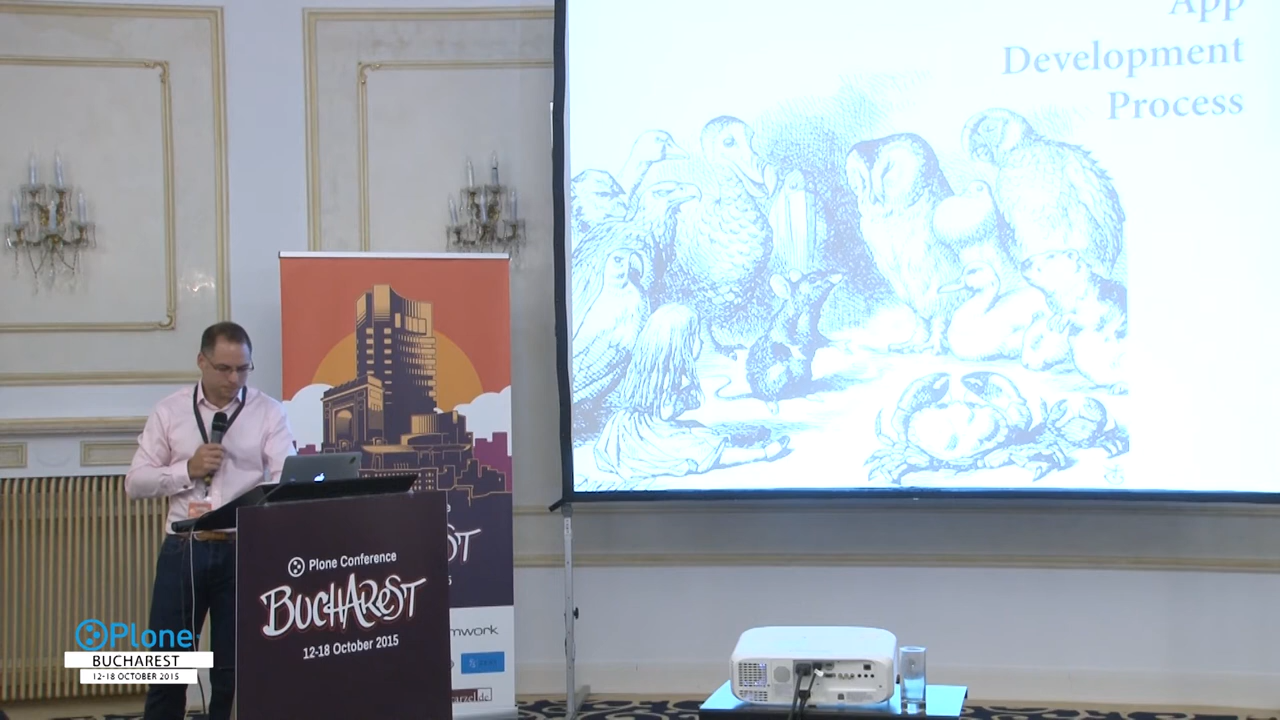 App
Development
Process
Plone Conference
BUCHAREST
12-18 October 2015
Plone
BUCHAREST
12-18 OCTOBER 2015